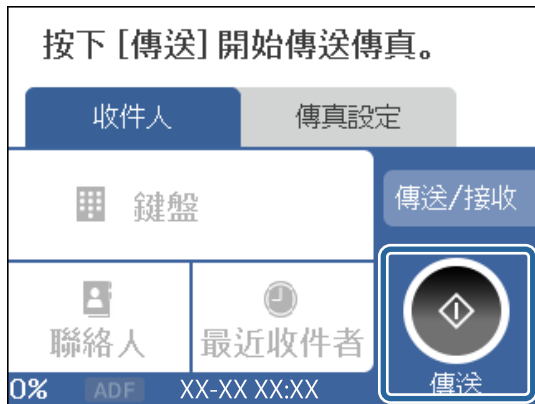 按下 [傳送] 開始傳送傳真。
收件人
傳真設定
鍵盤
傳送/接收
聯絡人
最近收件者
傳送
0%
ADF
XX-XX XX:XX